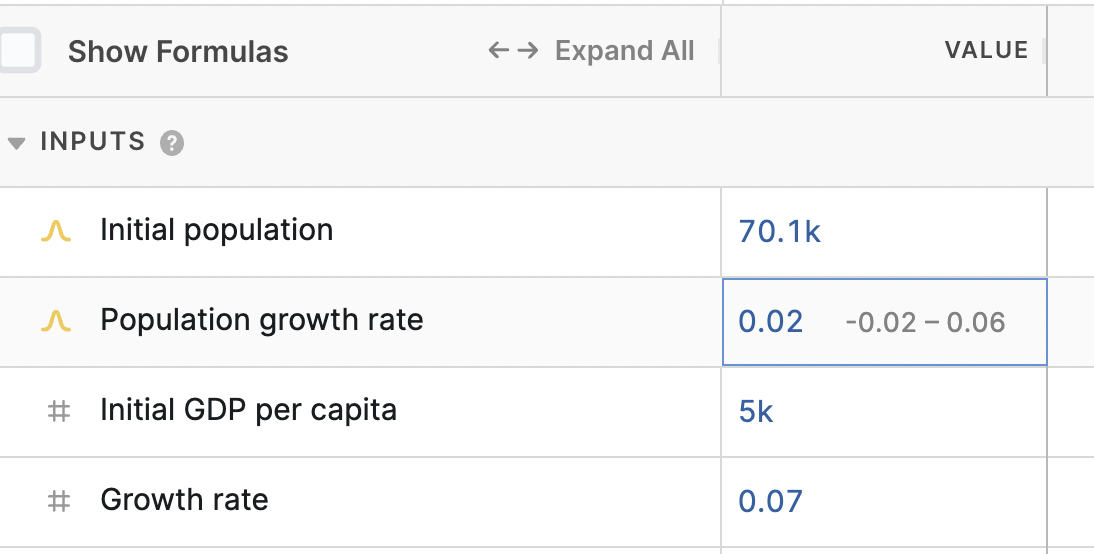 Show Formulas ← → Expand All VALUE
INPUTS ?
Initial population 70.1k
Population growth rate 0.02 -0.02 – 0.06
Initial GDP per capita 5k
Growth rate 0.07